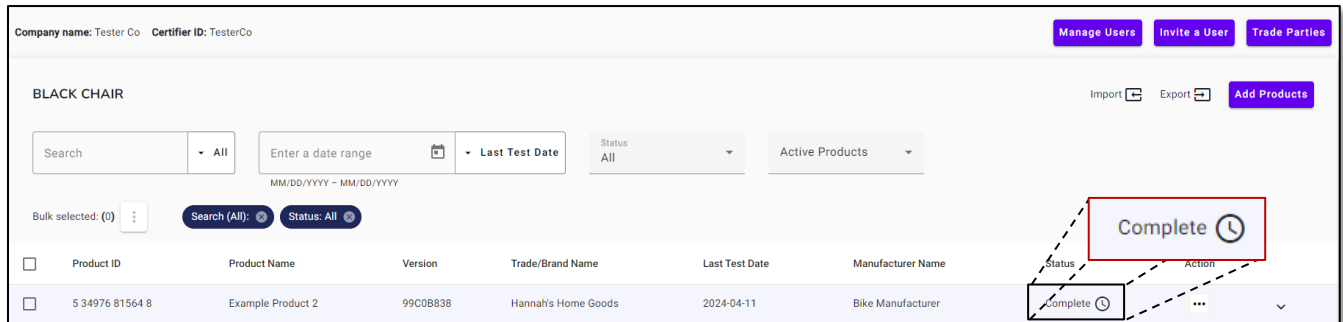 Company name: Tester Co Certifier ID: TesterCo
Manage Users
Invite a User
Trade Parties
BLACK CHAIR
Import
Export
Add Products
Search
All
Enter a date range
Last Test Date
Status
All
Active Products
MM/DD/YYYY – MM/DD/YYYY
Bulk selected: (0)
Search (All):
Status: All
Complete
Product ID Product Name Version Trade/Brand Name Last Test Date Manufacturer Name Status Action
5 34976 81564 8 Example Product 2 99C0B838 Hannah's Home Goods 2024-04-11 Bike Manufacturer Complete